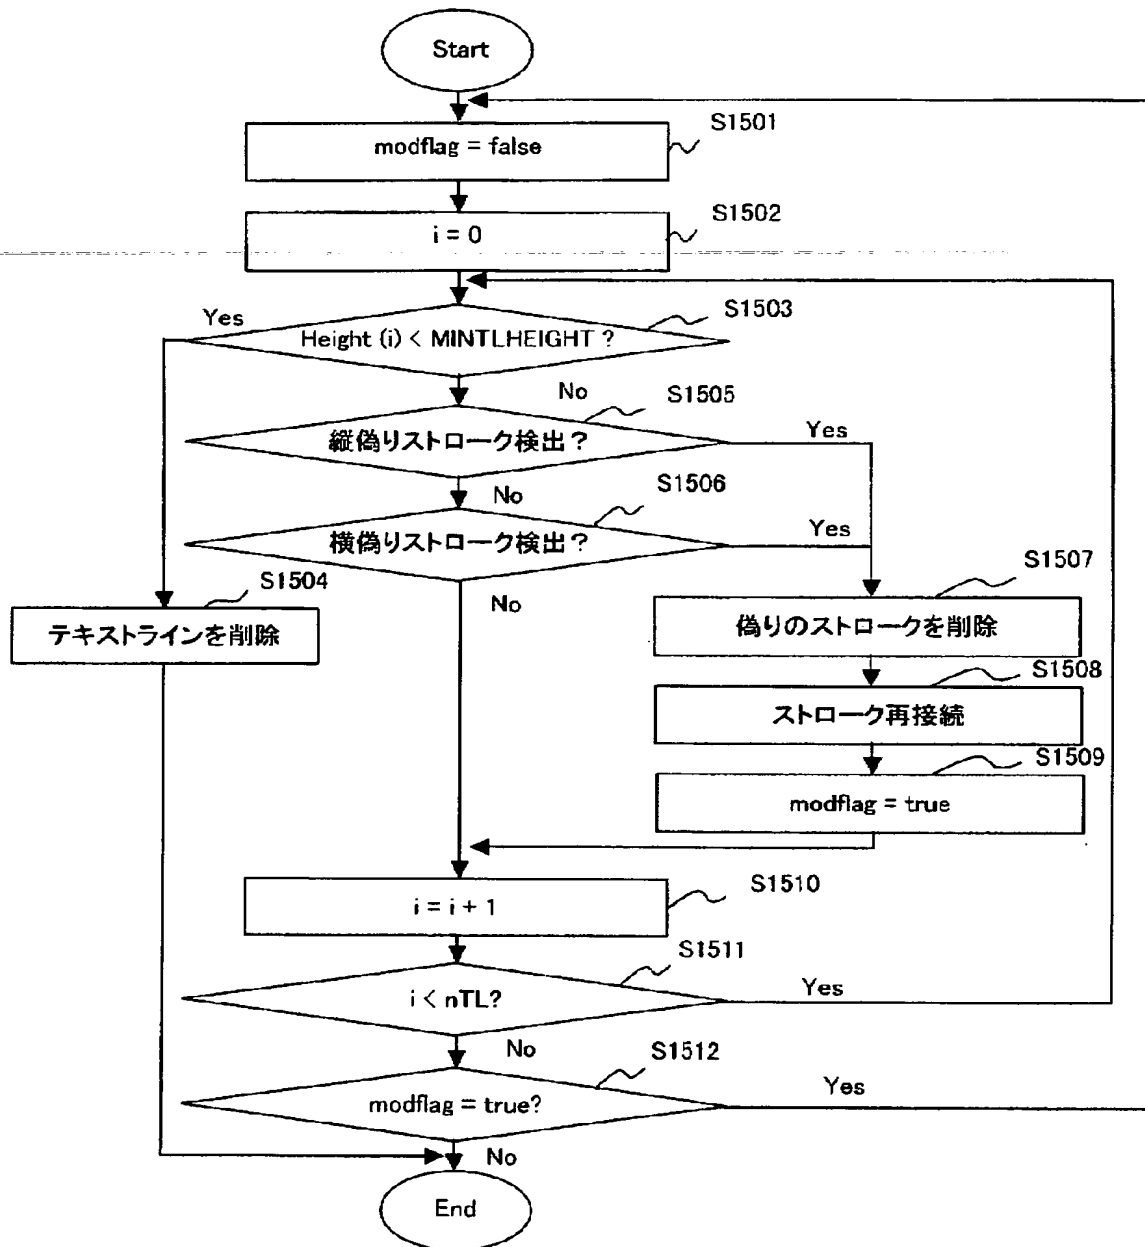 Start
S1501
modflag = false
S1502
i = 0
S1503
Yes
Height (i) < MINTLHEIGHT ?
No
S1505
縦偽りストローク検出？
Yes
No
S1506
横偽りストローク検出？
Yes
No
S1504
テキストラインを削除
S1507
偽りのストロークを削除
S1508
ストローク再接続
S1509
modflag = true
S1510
i = i + 1
S1511
i < nTL?
Yes
No
S1512
modflag = true?
Yes
No
End